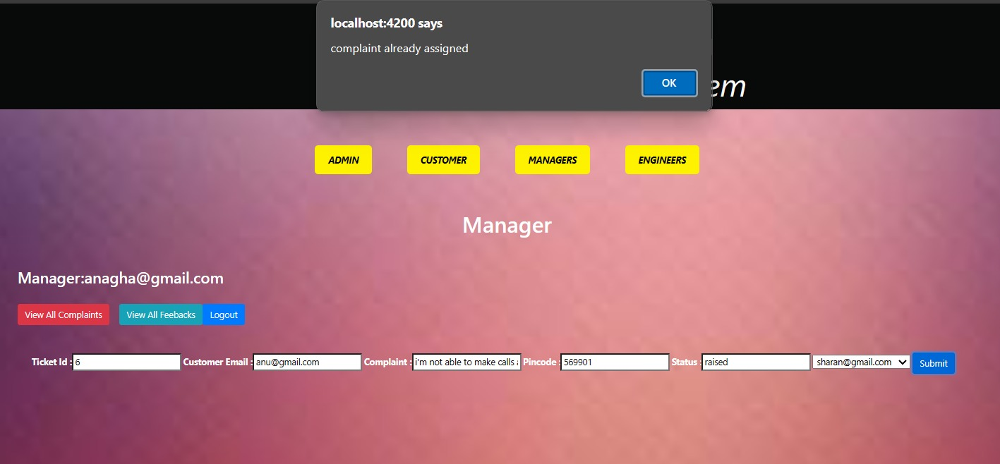 localhost:4200 says
complaint already assigned
OK
em
ADMIN CUSTOMER MANAGERS ENGINEERS
Manager
Manager:anagha@gmail.com
View All Complaints View All Feebacks Logout
Ticket Id : 6 Customer Email : anu@gmail.com Complaint : i'm not able to make calls Pincode : 569901 Status : raised sharan@gmail.com Submit